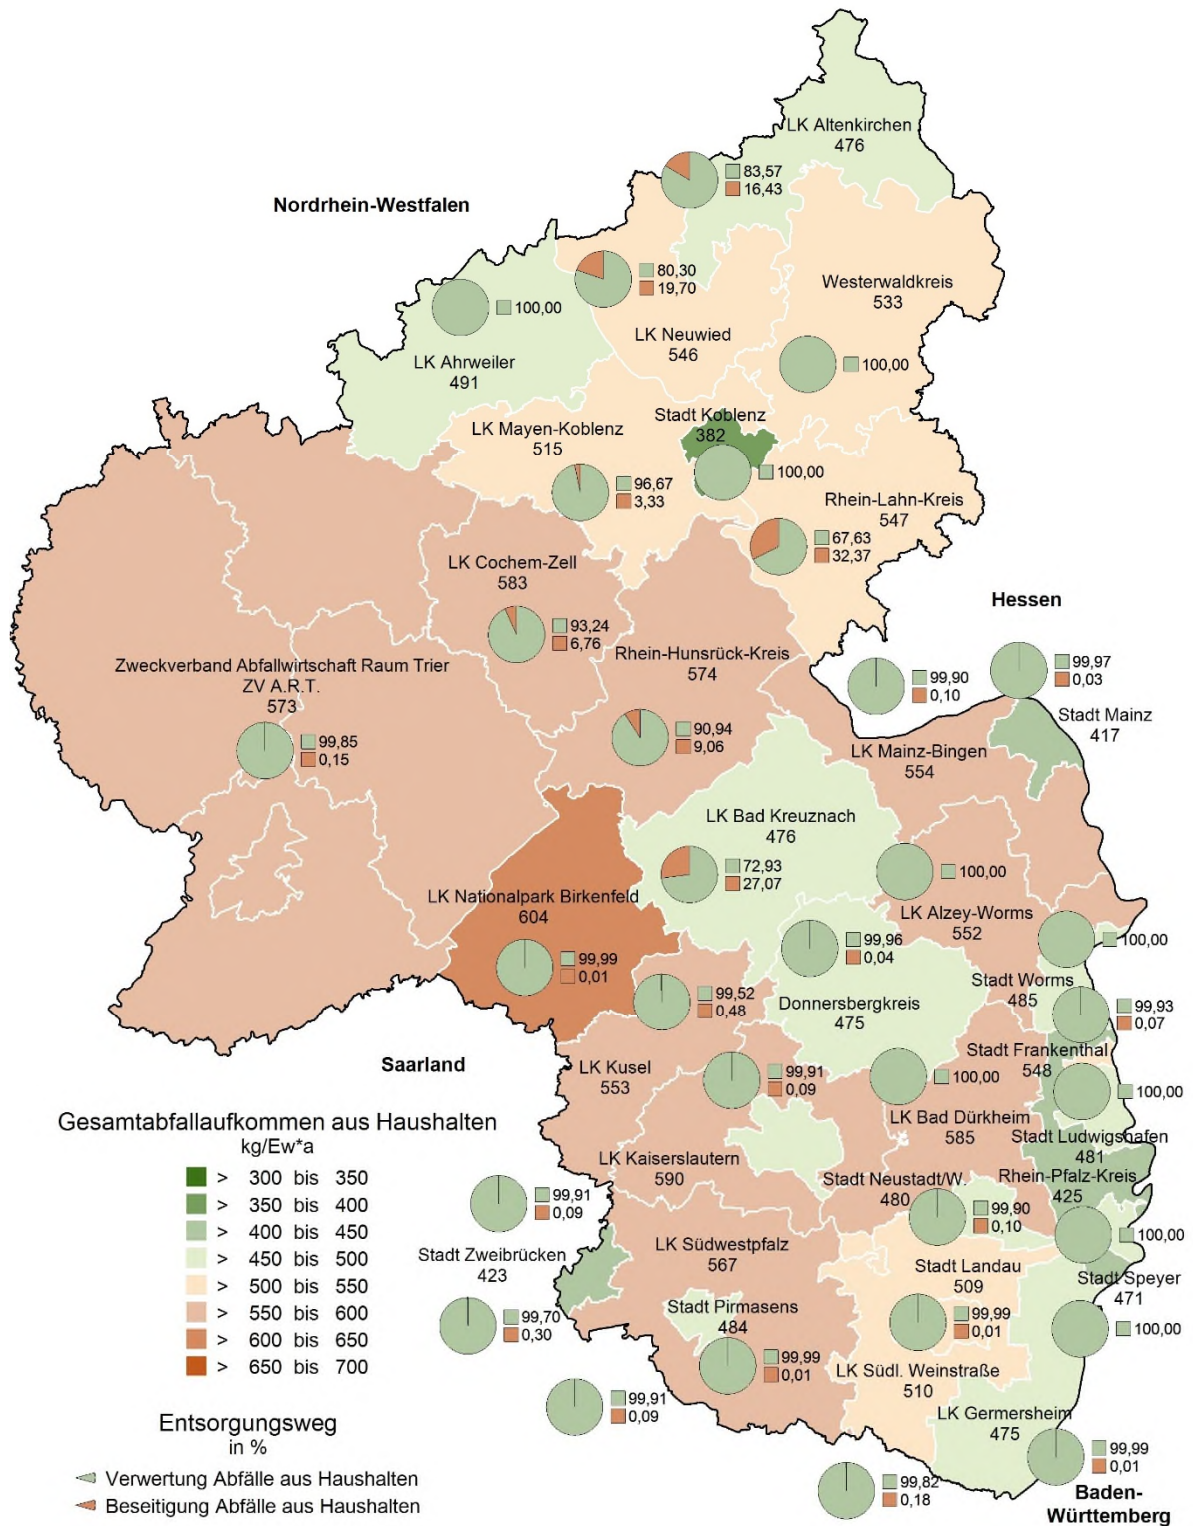 LK Altenkirchen
476
83,57
16,43
Nordrhein-Westfalen
80,30
19,70
Westerwaldkreis
533
100,00
LK Neuwied
546
LK Ahrweiler
491
100,00
Stadt Koblenz
382
LK Mayen-Koblenz
515
96,67
3,33
100,00
Rhein-Lahn-Kreis
547
67,63
32,37
LK Cochem-Zell
583
93,24
6,76
Hessen
Rhein-Hunsrück-Kreis
574
Zweckverband Abfallwirtschaft Raum Trier
ZV A.R.T.
573
99,85
0,15
99,90
0,10
99,97
0,03
Stadt Mainz
417
90,94
9,06
LK Mainz-Bingen
554
LK Bad Kreuznach
476
72,93
27,07
100,00
LK Nationalpark Birkenfeld
604
99,99
0,01
LK Alzey-Worms
552
99,96
0,04
100,00
Stadt Worms
485
99,52
0,48
Donnersbergkreis
475
99,93
0,07
Saarland
LK Kusel
553
99,91
0,09
100,00
Stadt Frankenthal
548
100,00
LK Bad Dürkheim
585
Stadt Ludwigshafen
481
LK Kaiserslautern
590
Stadt Neustadt/W.
480
Rhein-Pfalz-Kreis
425
99,91
0,09
99,90
0,10
100,00
Stadt Zweibrücken
423
LK Südwestpfalz
567
Stadt Landau
509
Stadt Speyer
471
99,70
0,30
Stadt Pirmasens
484
99,99
0,01
100,00
99,99
0,01
LK Südl. Weinstraße
510
99,91
0,09
LK Germersheim
475
99,99
0,01
99,82
0,18
Baden-
Württemberg
Gesamtabfallaufkommen aus Haushalten
kg/Ew*a
> 300 bis 350
> 350 bis 400
> 400 bis 450
> 450 bis 500
> 500 bis 550
> 550 bis 600
> 600 bis 650
> 650 bis 700
Entsorgungsweg
in %
Verwertung Abfälle aus Haushalten
Beseitigung Abfälle aus Haushalten